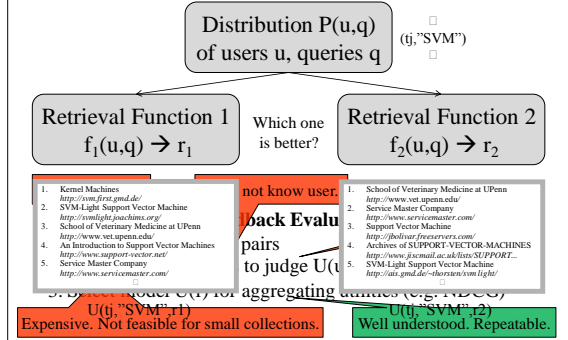 Distribution P(u,q)
of users u, queries q
(tj,"SVM")
Retrieval Function 1
f1(u,q) → r1
Which one
is better?
Retrieval Function 2
f2(u,q) → r2
not know user.
1. Kernel Machines
http://svm.first.gmd.de/
2. SVM-Light Support Vector Machine
http://svmlight.joachims.org/
3. School of Veterinary Medicine at UPenn
http://www.vet.upenn.edu/
4. An Introduction to Support Vector Machines
http://www.support-vector.net/
5. Service Master Company
http://www.servicemaster.com/
1. School of Veterinary Medicine at UPenn
http://www.vet.upenn.edu/
2. Service Master Company
http://www.servicemaster.com/
3. Support Vector Machine
http://jbolivar.freeservers.com/
4. Archives of SUPPORT-VECTOR-MACHINES
http://www.jiscmail.ac.uk/lists/SUPPORT...
5. SVM-Light Support Vector Machine
http://ais.gmd.de/~thorsten/svm light/
dback Evalu
pairs
to judge U(u
3. Select model U(r) for aggregating utilities (e.g. NDCG)
U(tj,"SVM",r1)
U(tj,"SVM",r2)
Expensive. Not feasible for small collections.
Well understood. Repeatable.